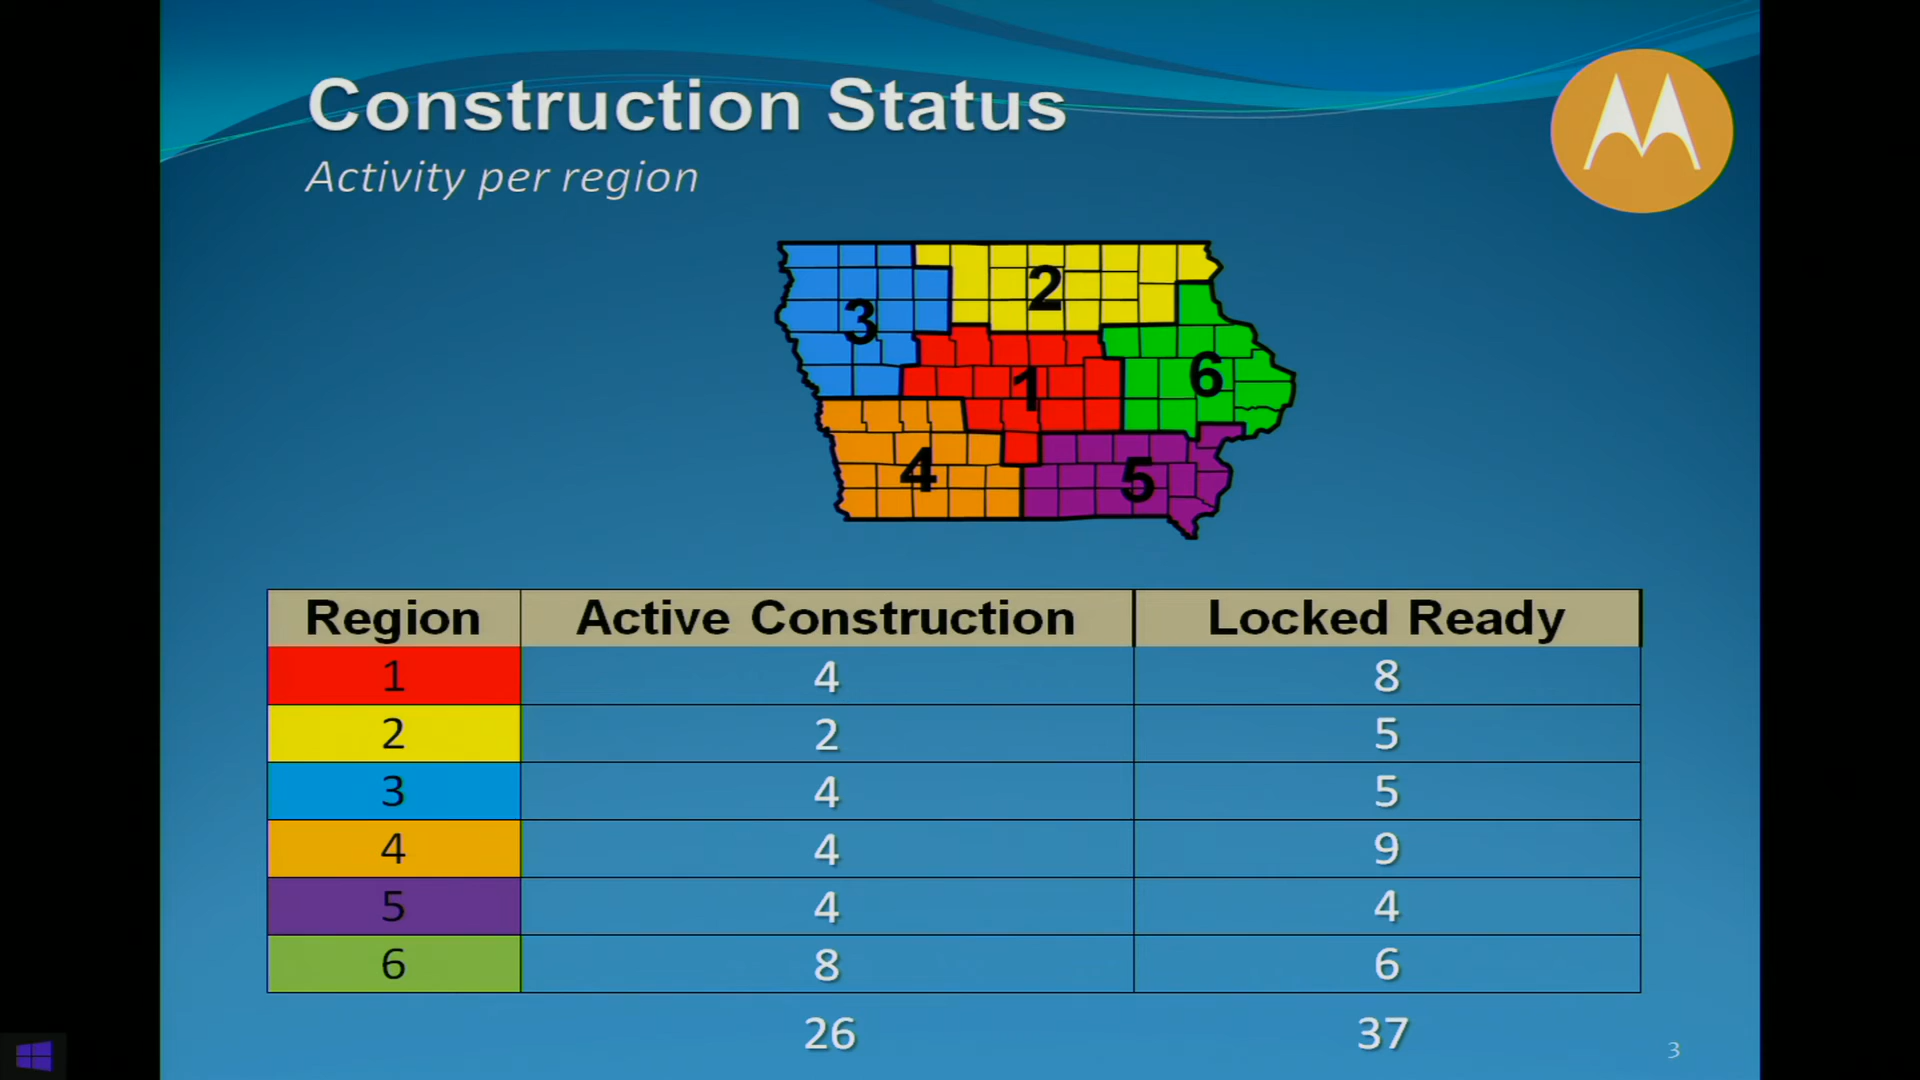 Construction Status
Activity per region
2
3
6
1
4
5
Region Active Construction Locked Ready
1 4 8
2 2 5
3 4 5
4 4 9
5 4 4
6 8 6
26 37
3